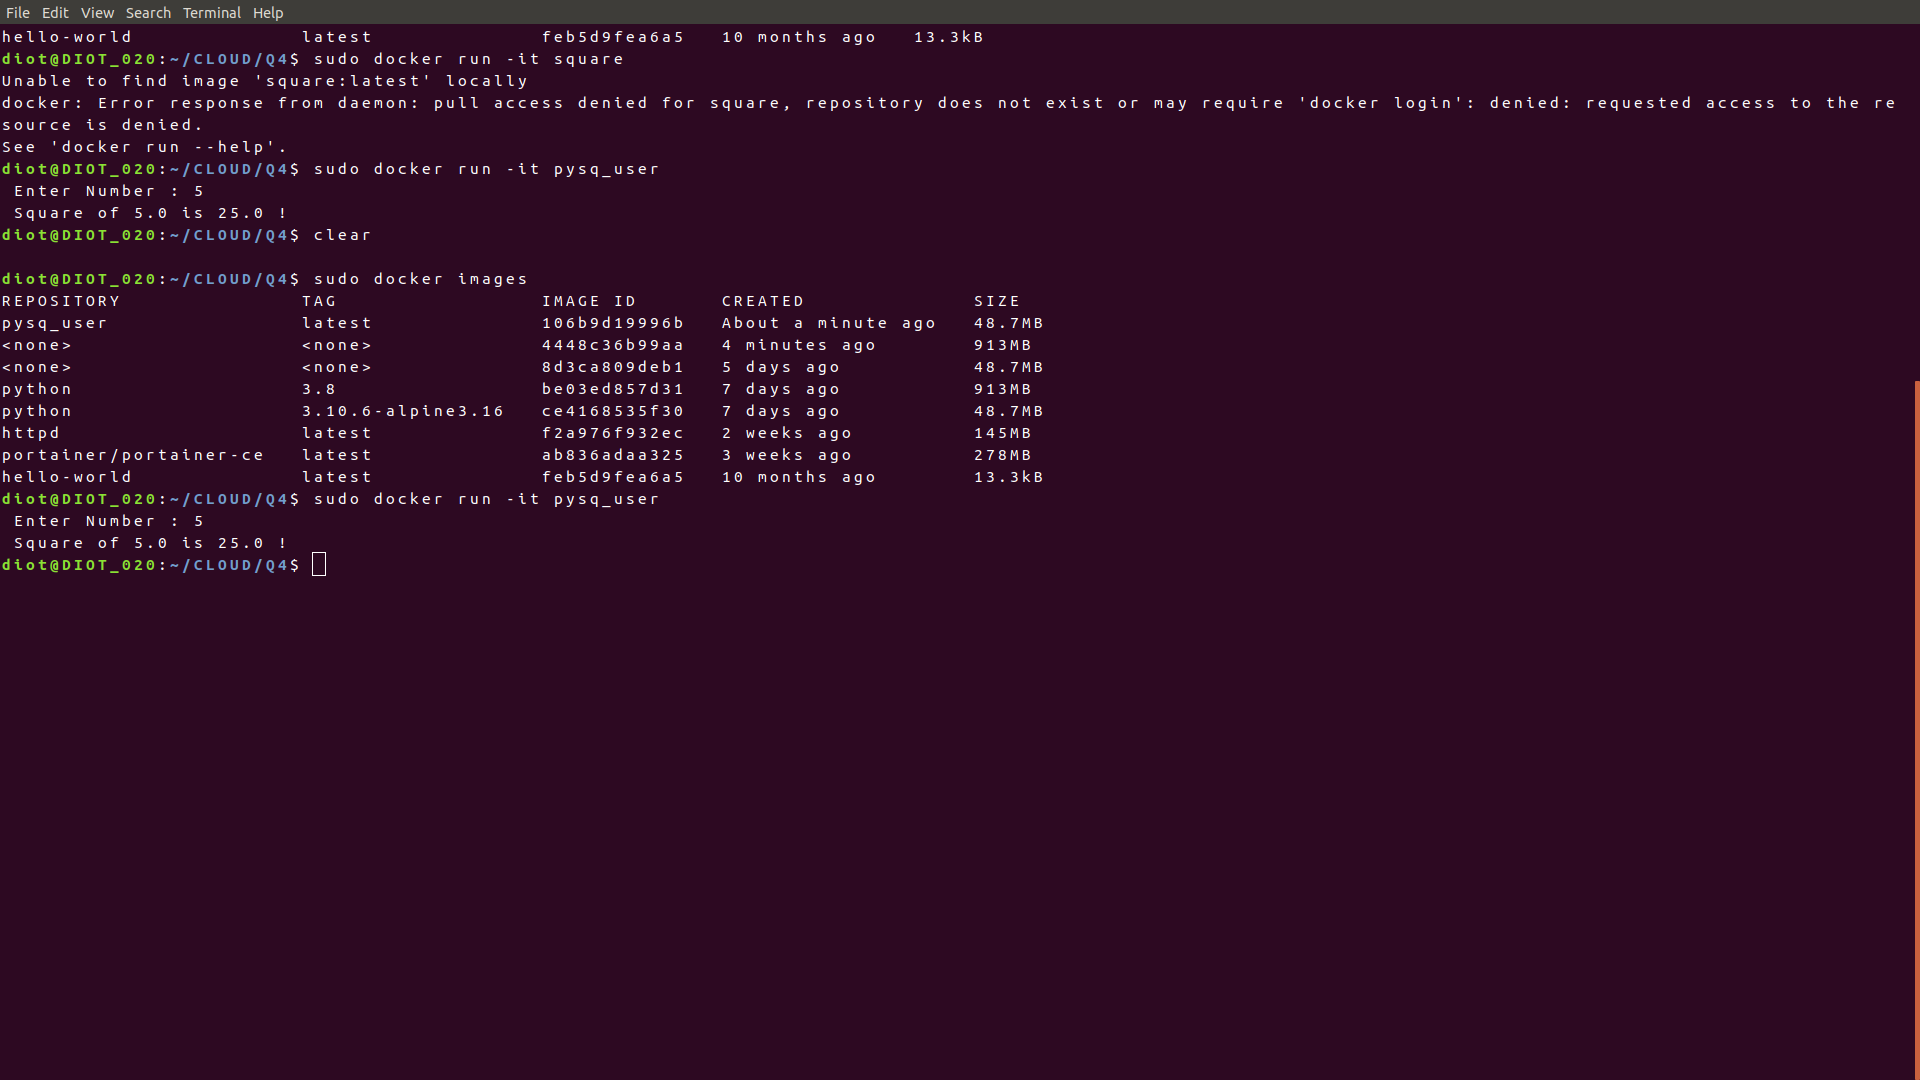 File Edit View Search Terminal Help
hello-world latest feb5d9fea6a5 10 months ago 13.3kB
diot@DIOT_020:~/CLOUD/Q4$ sudo docker run -it square
Unable to find image 'square:latest' locally
docker: Error response from daemon: pull access denied for square, repository does not exist or may require 'docker login': denied: requested access to the re
source is denied.
See 'docker run --help'.
diot@DIOT_020:~/CLOUD/Q4$ sudo docker run -it pysq_user
Enter Number : 5
Square of 5.0 is 25.0 !
diot@DIOT_020:~/CLOUD/Q4$ clear
diot@DIOT_020:~/CLOUD/Q4$ sudo docker images
REPOSITORY TAG IMAGE ID CREATED SIZE
pysq_user latest 106b9d19996b About a minute ago 48.7MB
<none> <none> 4448c36b99aa 4 minutes ago 913MB
<none> <none> 8d3ca809deb1 5 days ago 48.7MB
python 3.8 be03ed857d31 7 days ago 913MB
python 3.10.6-alpine3.16 ce4168535f30 7 days ago 48.7MB
httpd latest f2a976f932ec 2 weeks ago 145MB
portainer/portainer-ce latest ab836adaa325 3 weeks ago 278MB
hello-world latest feb5d9fea6a5 10 months ago 13.3kB
diot@DIOT_020:~/CLOUD/Q4$ sudo docker run -it pysq_user
Enter Number : 5
Square of 5.0 is 25.0 !
diot@DIOT_020:~/CLOUD/Q4$